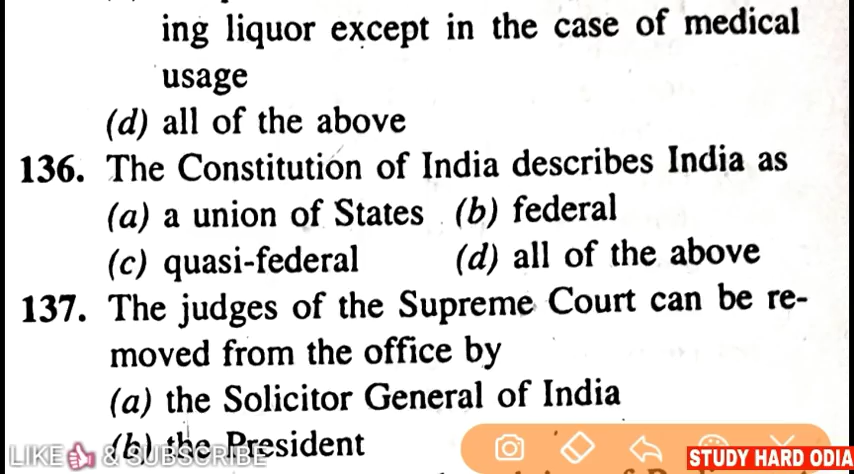 ing liquor except in the case of medical
usage
(d) all of the above
136. The Constitution of India describes India as
(a) a union of States (b) federal
(c) quasi-federal (d) all of the above
137. The judges of the Supreme Court can be re-
moved from the office by
(a) the Solicitor General of India
(b) the President
LIKE & SUBSCRIBE
STUDY HARD ODIA